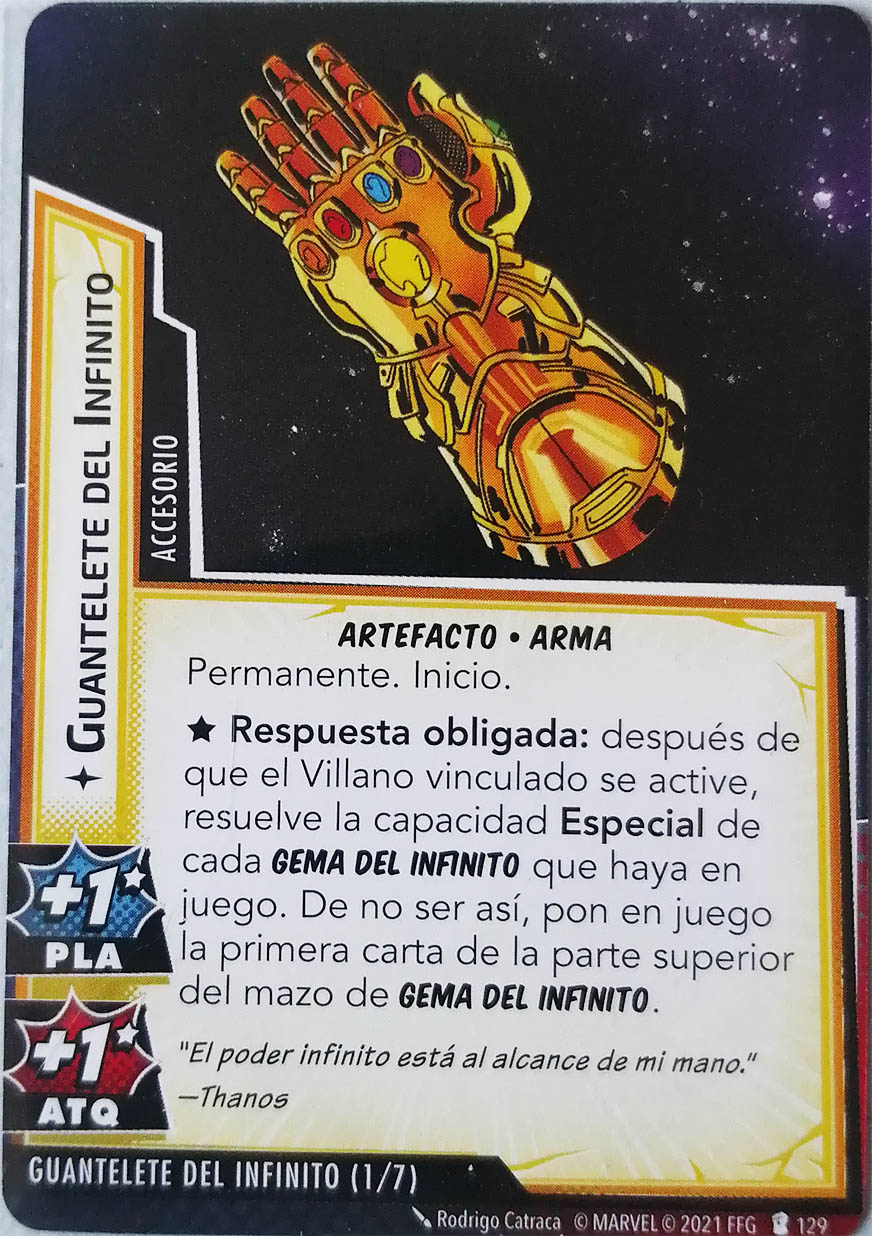 GUANTELETE DEL INFINITO
ACCESORIO
ARTEFACTO • ARMA
Permanente. Inicio.
★ Respuesta obligada: después de
que el Villano vinculado se active,
resuelve la capacidad Especial de
cada GEMA DEL INFINITO que haya en
juego. De no ser así, pon en juego
la primera carta de la parte superior
del mazo de GEMA DEL INFINITO.
+1★
PLA
+1★
ATQ
"El poder infinito está al alcance de mi mano."
—Thanos
GUANTELETE DEL INFINITO (1/7)
Rodrigo Catraca © MARVEL © 2021 FFG 129